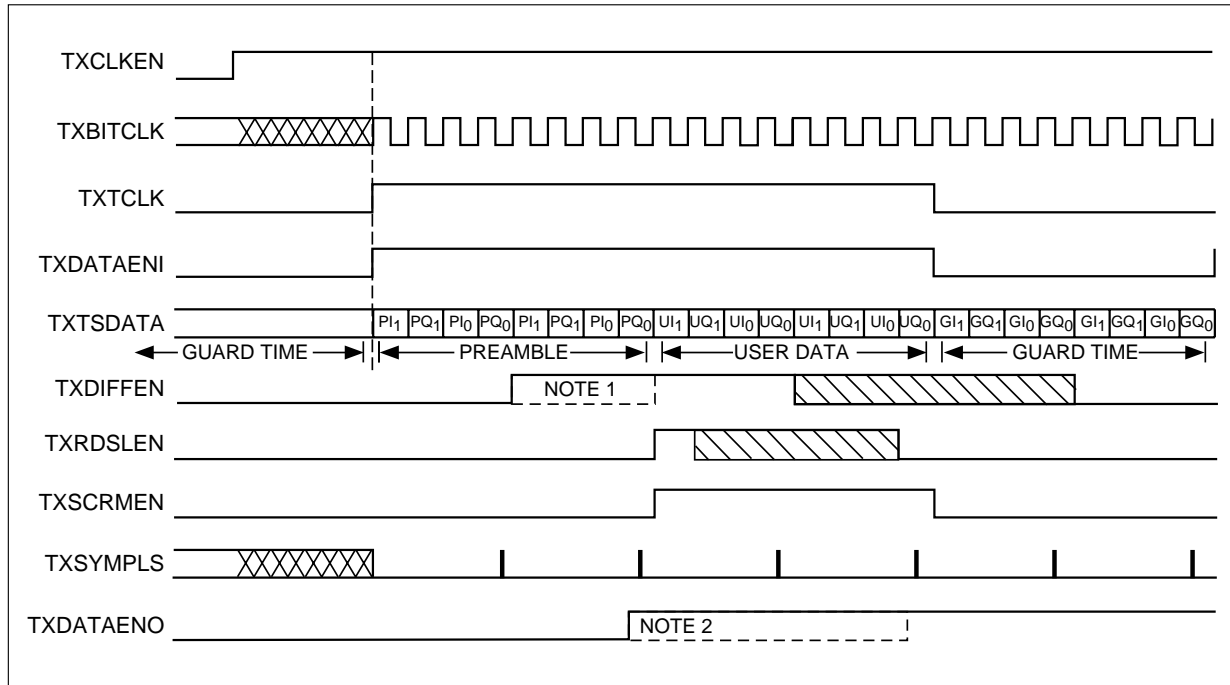 TXCLKEN
TXBITCLK
TXTCLK
TXDATAENI
TXTSDATA PI1 PQ1 PI0 PQ0 PI1 PQ1 PI0 PQ0 UI1 UQ1 UI0 UQ0 UI1 UQ1 UI0 UQ0 GI1 GQ1 GI0 GQ0 GI1 GQ1 GI0 GQ0
GUARD TIME PREAMBLE USER DATA GUARD TIME
TXDIFFEN NOTE 1
TXRDSLEN
TXSCRMEN
TXSYMPLS
TXDATAENO NOTE 2